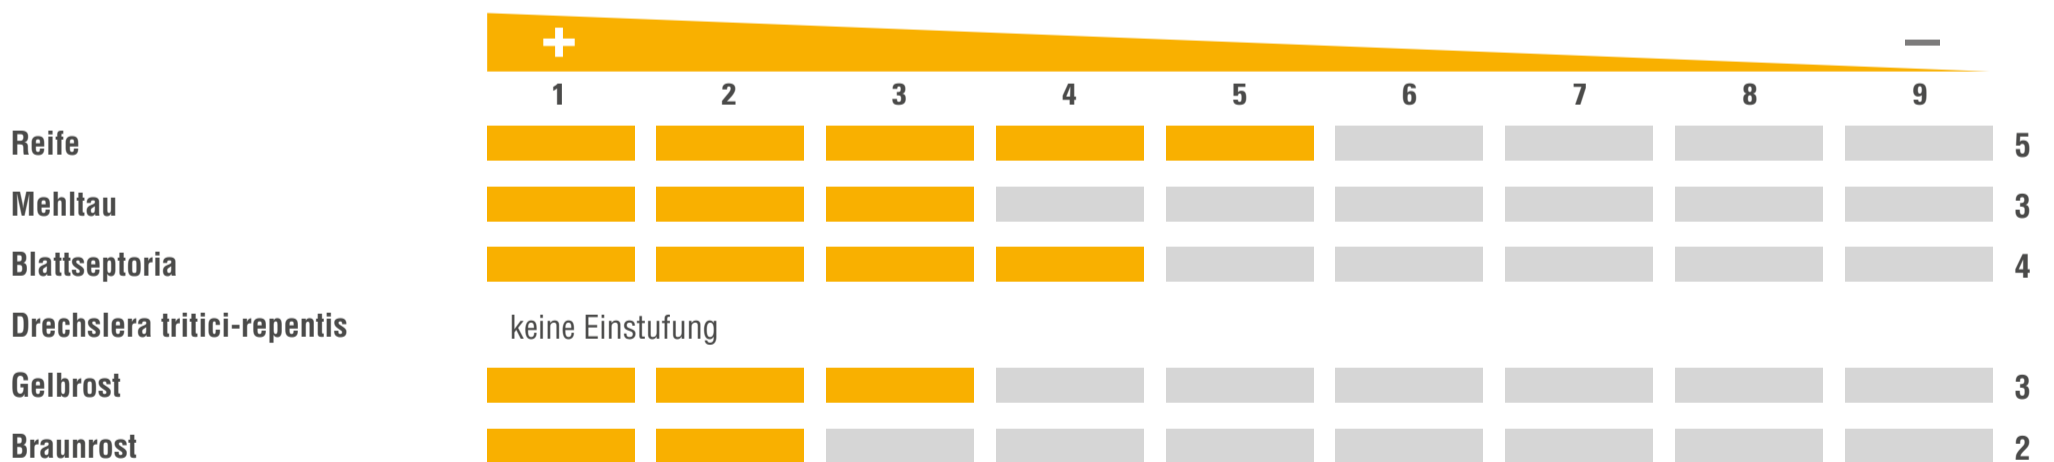 + −
1 2 3 4 5 6 7 8 9
Reife 5
Mehltau 3
Blattseptoria 4
Drechslera tritici-repentis keine Einstufung
Gelbrost 3
Braunrost 2